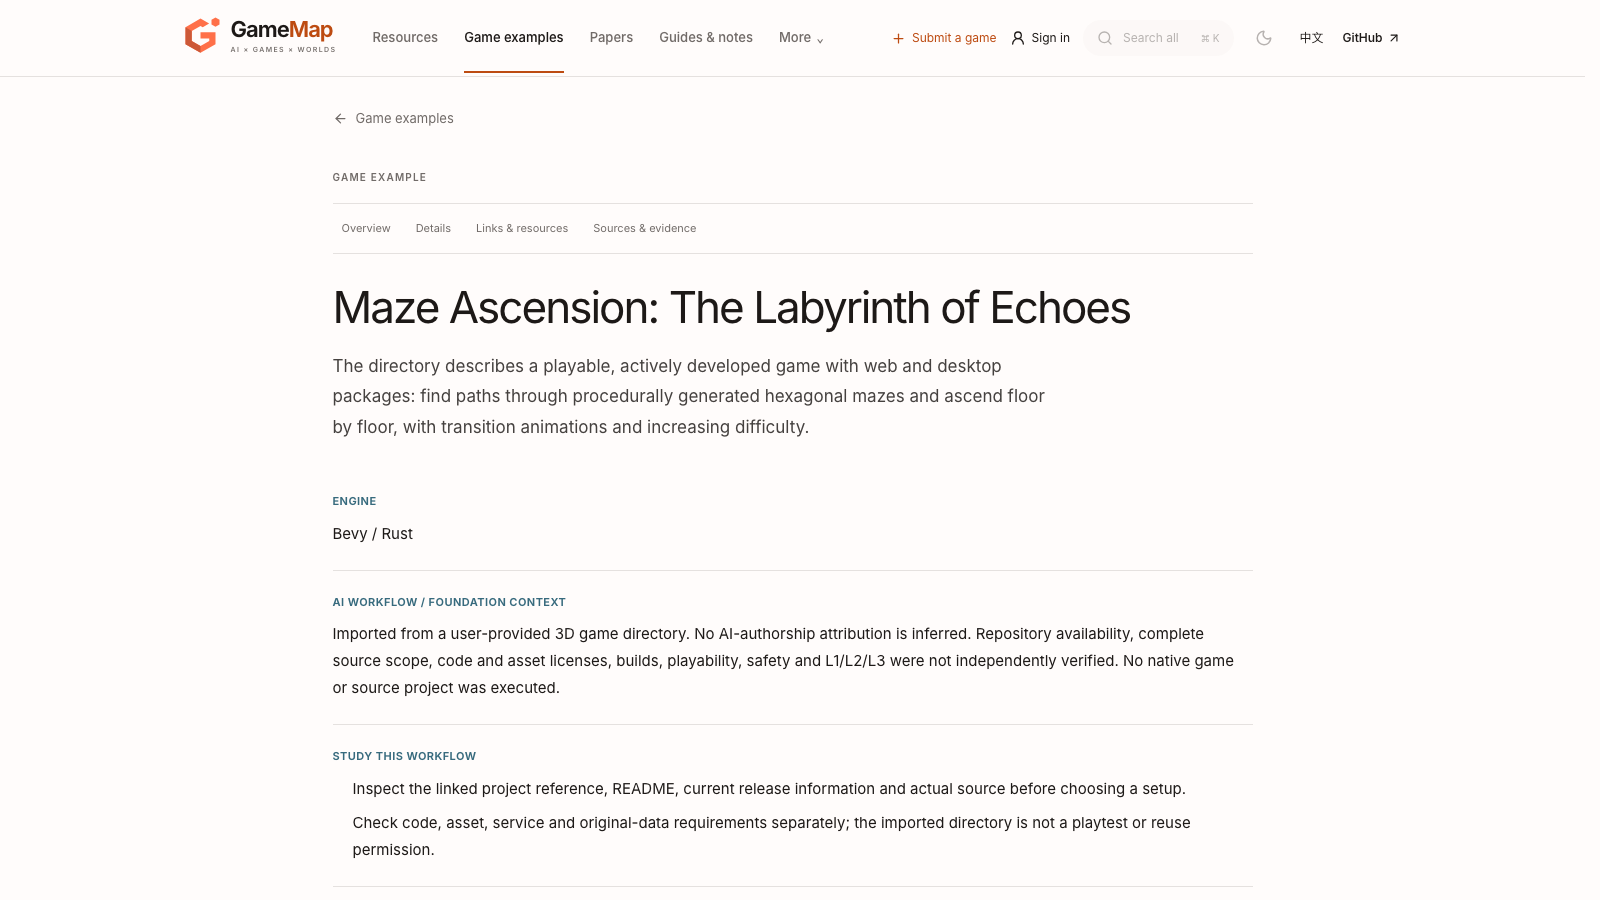 GameMap
AI × GAMES × WORLDS
Resources
Game examples
Papers
Guides & notes
More
Submit a game
Sign in
Search all
⌘ K
中文
GitHub
Game examples
GAME EXAMPLE
Overview
Details
Links & resources
Sources & evidence
Maze Ascension: The Labyrinth of Echoes
The directory describes a playable, actively developed game with web and desktop
packages: find paths through procedurally generated hexagonal mazes and ascend floor
by floor, with transition animations and increasing difficulty.
ENGINE
Bevy / Rust
AI WORKFLOW / FOUNDATION CONTEXT
Imported from a user-provided 3D game directory. No AI-authorship attribution is inferred. Repository availability, complete
source scope, code and asset licenses, builds, playability, safety and L1/L2/L3 were not independently verified. No native game
or source project was executed.
STUDY THIS WORKFLOW
Inspect the linked project reference, README, current release information and actual source before choosing a setup.
Check code, asset, service and original-data requirements separately; the imported directory is not a playtest or reuse
permission.